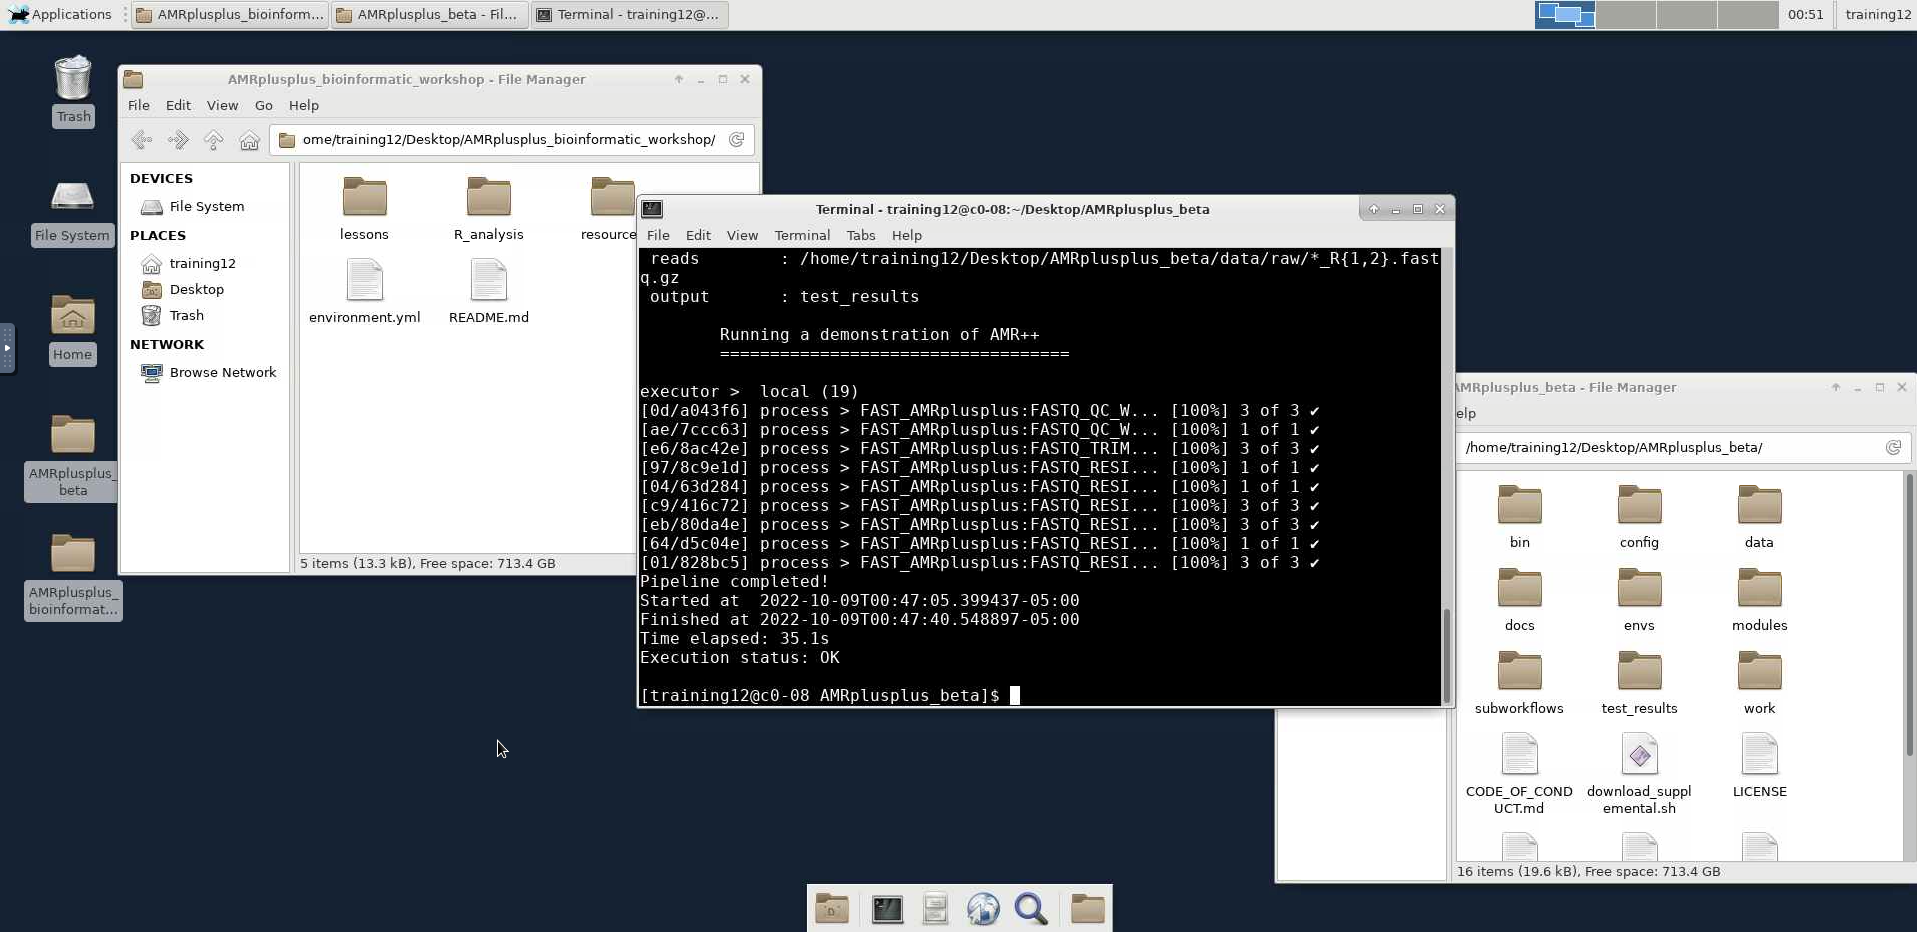 Applications
AMRplusplus_bioinform...
AMRplusplus_beta - Fil...
Terminal - training12@...
00:51
training12
Trash
File System
Home
AMRplusplus_
beta
AMRplusplus_
bioinformat...
AMRplusplus_bioinformatic_workshop - File Manager
File Edit View Go Help
ome/training12/Desktop/AMRplusplus_bioinformatic_workshop/
DEVICES
File System
PLACES
training12
Desktop
Trash
NETWORK
Browse Network
lessons
R_analysis
resource
environment.yml
README.md
5 items (13.3 kB), Free space: 713.4 GB
Terminal - training12@c0-08:~/Desktop/AMRplusplus_beta
File Edit View Terminal Tabs Help
reads : /home/training12/Desktop/AMRplusplus_beta/data/raw/*_R{1,2}.fast
q.gz
output : test_results
Running a demonstration of AMR++
===================================
executor > local (19)
[0d/a043f6] process > FAST_AMRplusplus:FASTQ_QC_W... [100%] 3 of 3 ✔
[ae/7ccc63] process > FAST_AMRplusplus:FASTQ_QC_W... [100%] 1 of 1 ✔
[e6/8ac42e] process > FAST_AMRplusplus:FASTQ_TRIM... [100%] 3 of 3 ✔
[97/8c9e1d] process > FAST_AMRplusplus:FASTQ_RESI... [100%] 1 of 1 ✔
[04/63d284] process > FAST_AMRplusplus:FASTQ_RESI... [100%] 1 of 1 ✔
[c9/416c72] process > FAST_AMRplusplus:FASTQ_RESI... [100%] 3 of 3 ✔
[eb/80da4e] process > FAST_AMRplusplus:FASTQ_RESI... [100%] 3 of 3 ✔
[64/d5c04e] process > FAST_AMRplusplus:FASTQ_RESI... [100%] 1 of 1 ✔
[01/828bc5] process > FAST_AMRplusplus:FASTQ_RESI... [100%] 3 of 3 ✔
Pipeline completed!
Started at 2022-10-09T00:47:05.399437-05:00
Finished at 2022-10-09T00:47:40.548897-05:00
Time elapsed: 35.1s
Execution status: OK
[training12@c0-08 AMRplusplus_beta]$
AMRplusplus_beta - File Manager
elp
/home/training12/Desktop/AMRplusplus_beta/
bin
config
data
docs
envs
modules
subworkflows
test_results
work
CODE_OF_COND
UCT.md
download_suppl
emental.sh
LICENSE
16 items (19.6 kB), Free space: 713.4 GB